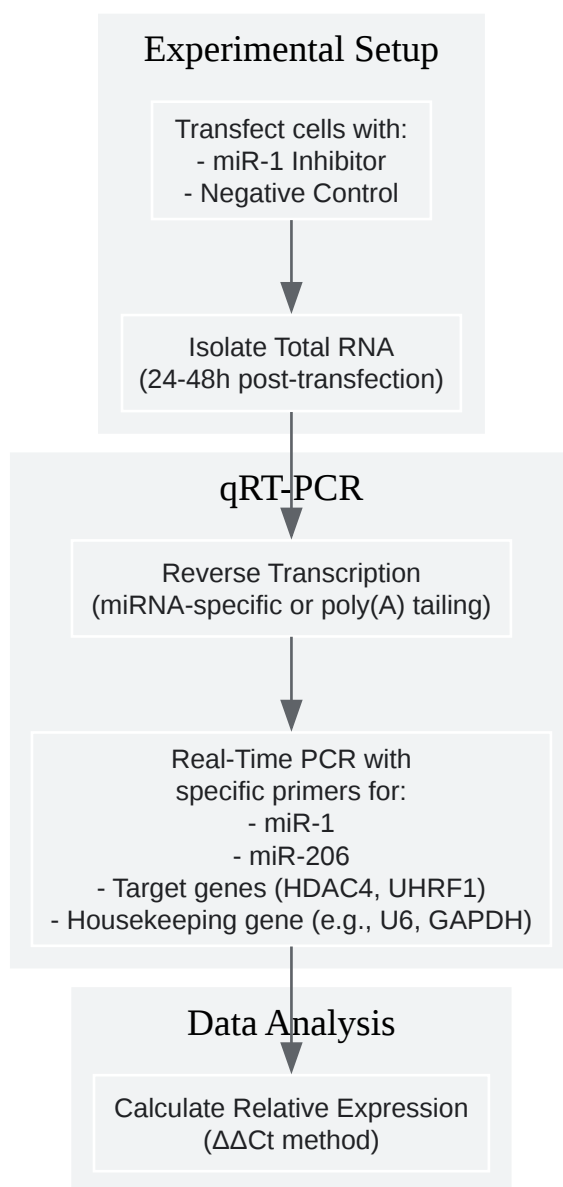 Experimental Setup
Transfect cells with:
- miR-1 Inhibitor
- Negative Control
Isolate Total RNA
(24-48h post-transfection)
qRT-PCR
Reverse Transcription
(miRNA-specific or poly(A) tailing)
Real-Time PCR with
specific primers for:
- miR-1
- miR-206
- Target genes (HDAC4, UHRF1)
- Housekeeping gene (e.g., U6, GAPDH)
Data Analysis
Calculate Relative Expression
(ΔΔCt method)